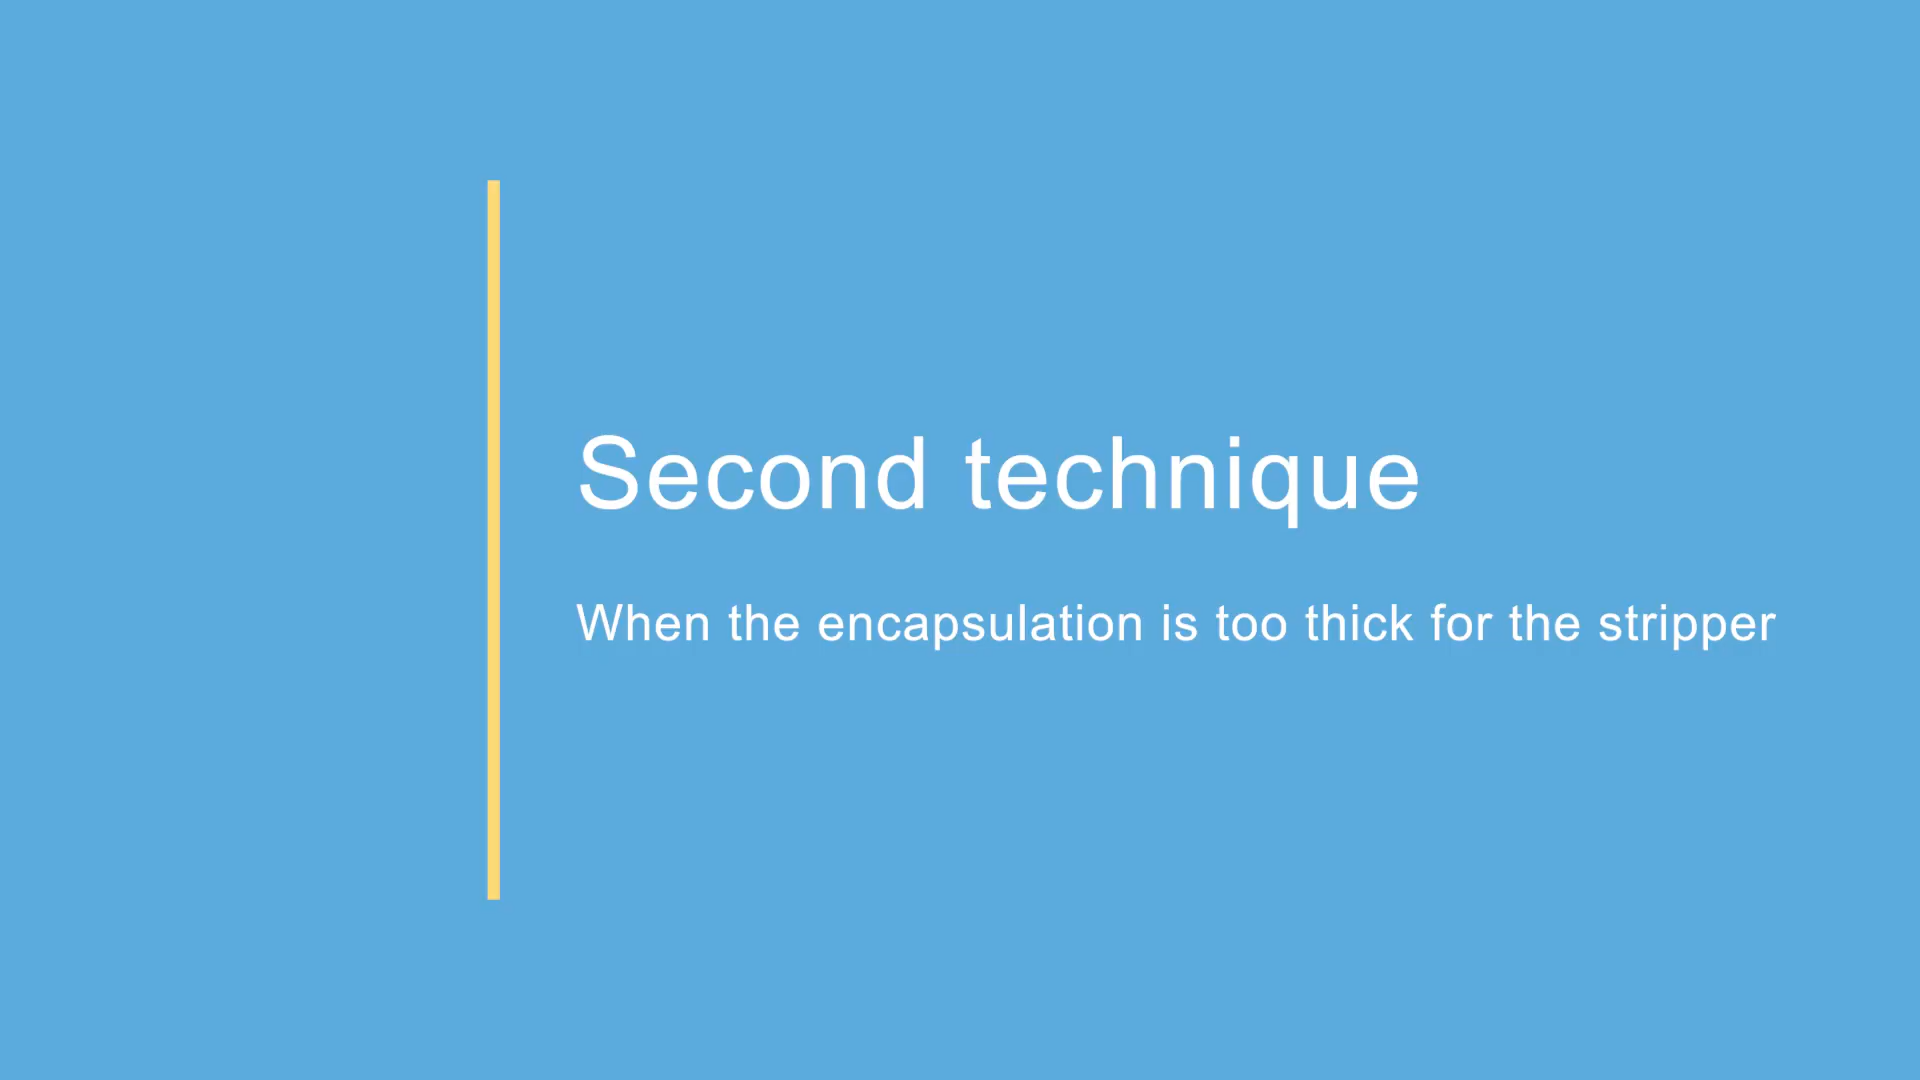 Second technique
When the encapsulation is too thick for the stripper